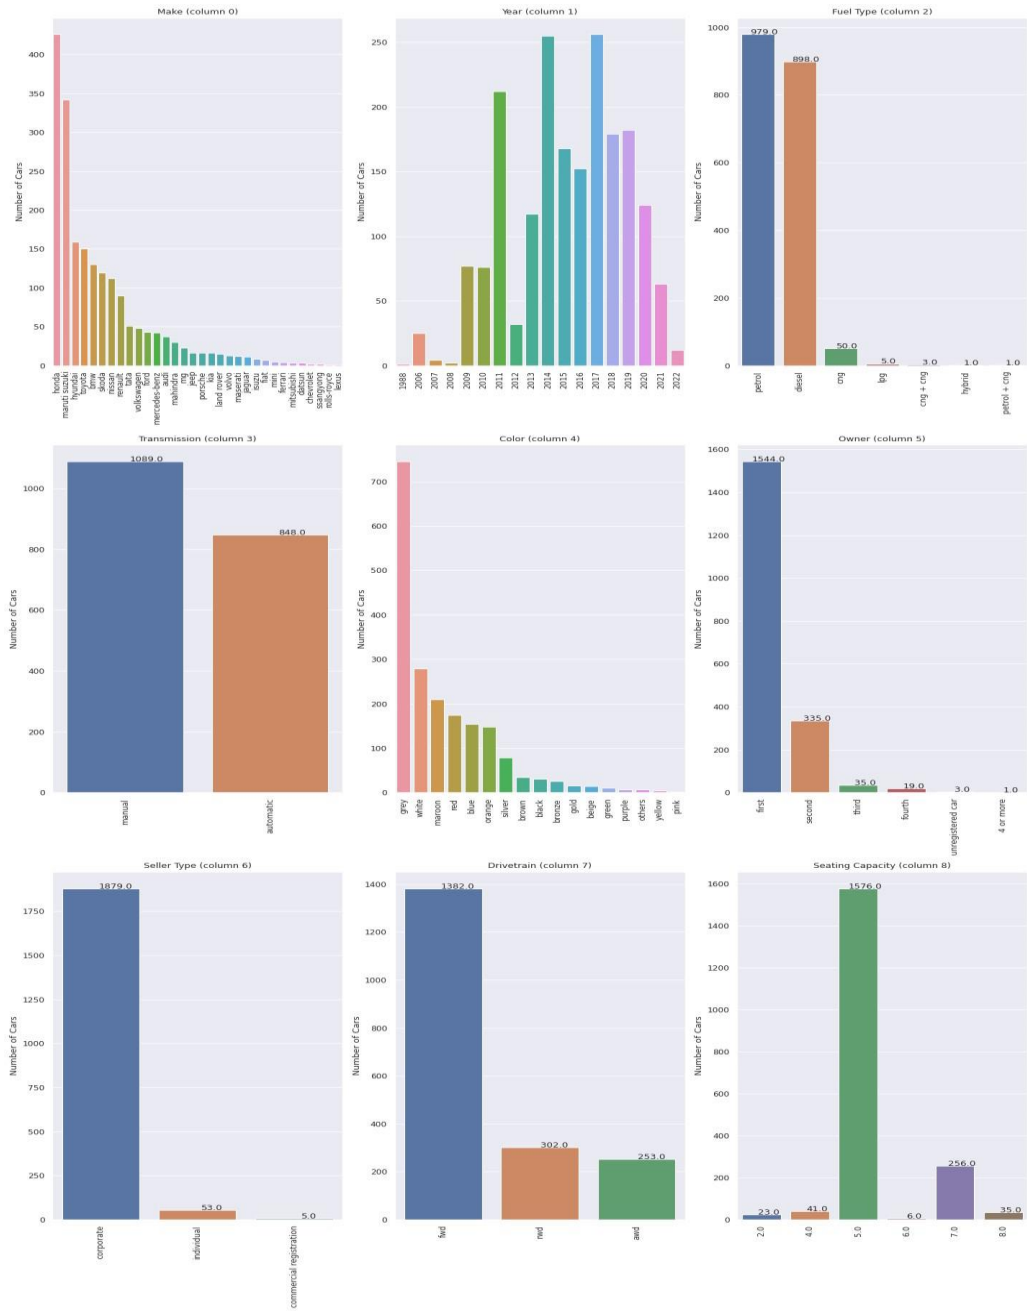 Make (column 0)
Number of Cars
400
350
300
250
200
150
100
50
0
honda
maruti suzuki
hyundai
toyota
bmw
skoda
nissan
renault
tata
volkswagen
ford
mercedes-benz
audi
mahindra
mg
jeep
porsche
kia
land rover
volvo
maserati
jaguar
isuzu
fiat
mini
ferrari
mitsubishi
datsun
chevrolet
ssangyong
rolls-royce
lexus
Year (column 1)
Number of Cars
250
200
150
100
50
0
1988
2006
2007
2008
2009
2010
2011
2012
2013
2014
2015
2016
2017
2018
2019
2020
2021
2022
Fuel Type (column 2)
Number of Cars
1000
800
600
400
200
0
979.0
898.0
50.0
5.0
3.0
1.0
1.0
petrol
diesel
cng
lpg
cng + cng
hybrid
petrol + cng
Transmission (column 3)
Number of Cars
1000
800
600
400
200
0
1089.0
848.0
manual
automatic
Color (column 4)
Number of Cars
700
600
500
400
300
200
100
0
grey
white
maroon
red
blue
orange
silver
brown
black
bronze
gold
beige
green
purple
others
yellow
pink
Owner (column 5)
Number of Cars
1600
1400
1200
1000
800
600
400
200
0
1544.0
335.0
35.0
19.0
3.0
1.0
first
second
third
fourth
unregistered car
4 or more
Seller Type (column 6)
Number of Cars
1750
1500
1250
1000
750
500
250
0
1879.0
53.0
5.0
corporate
individual
commercial registration
Drivetrain (column 7)
Number of Cars
1400
1200
1000
800
600
400
200
0
1382.0
302.0
253.0
fwd
rwd
awd
Seating Capacity (column 8)
Number of Cars
1600
1400
1200
1000
800
600
400
200
0
23.0
41.0
1576.0
6.0
256.0
35.0
2.0
4.0
5.0
6.0
7.0
8.0